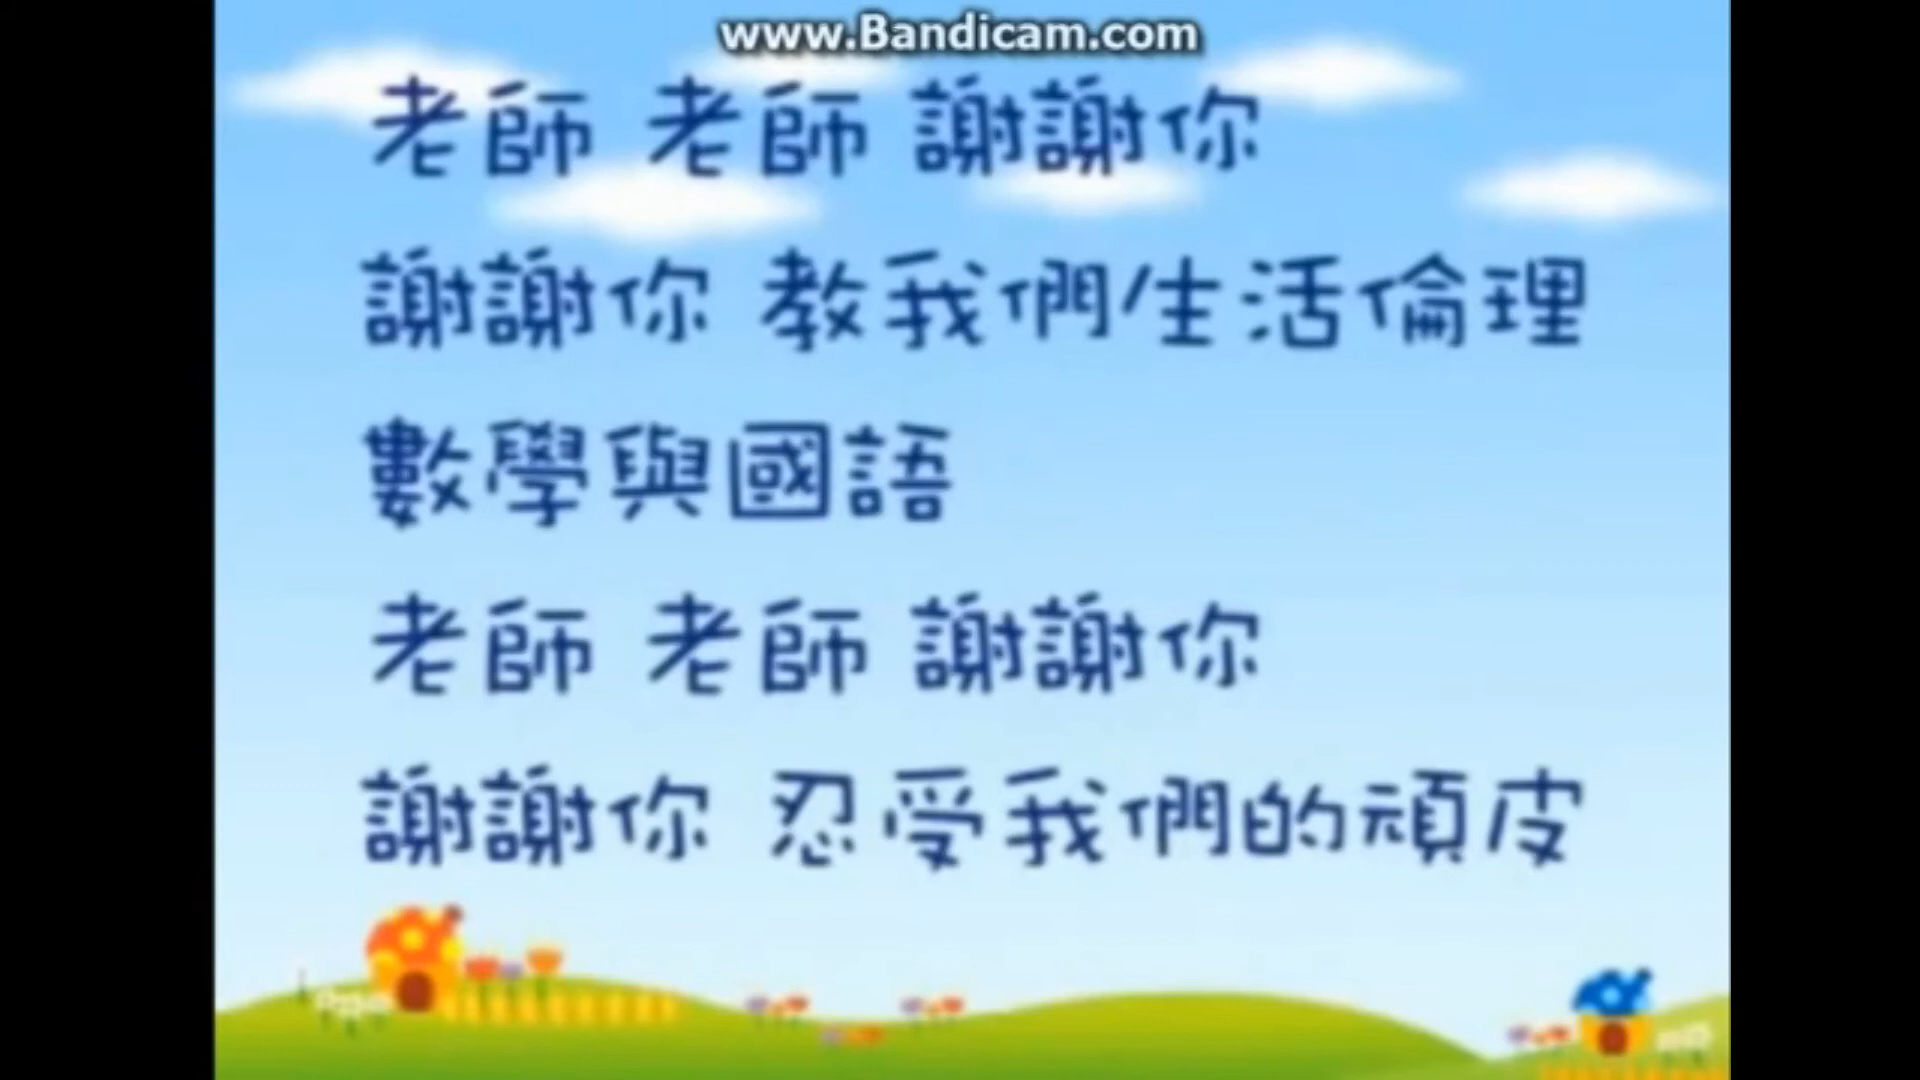 www.Bandicam.com
老師 老師 謝謝你
謝謝你 教我們生活倫理
數學與國語
老師 老師 謝謝你
謝謝你 忍受我們的頑皮